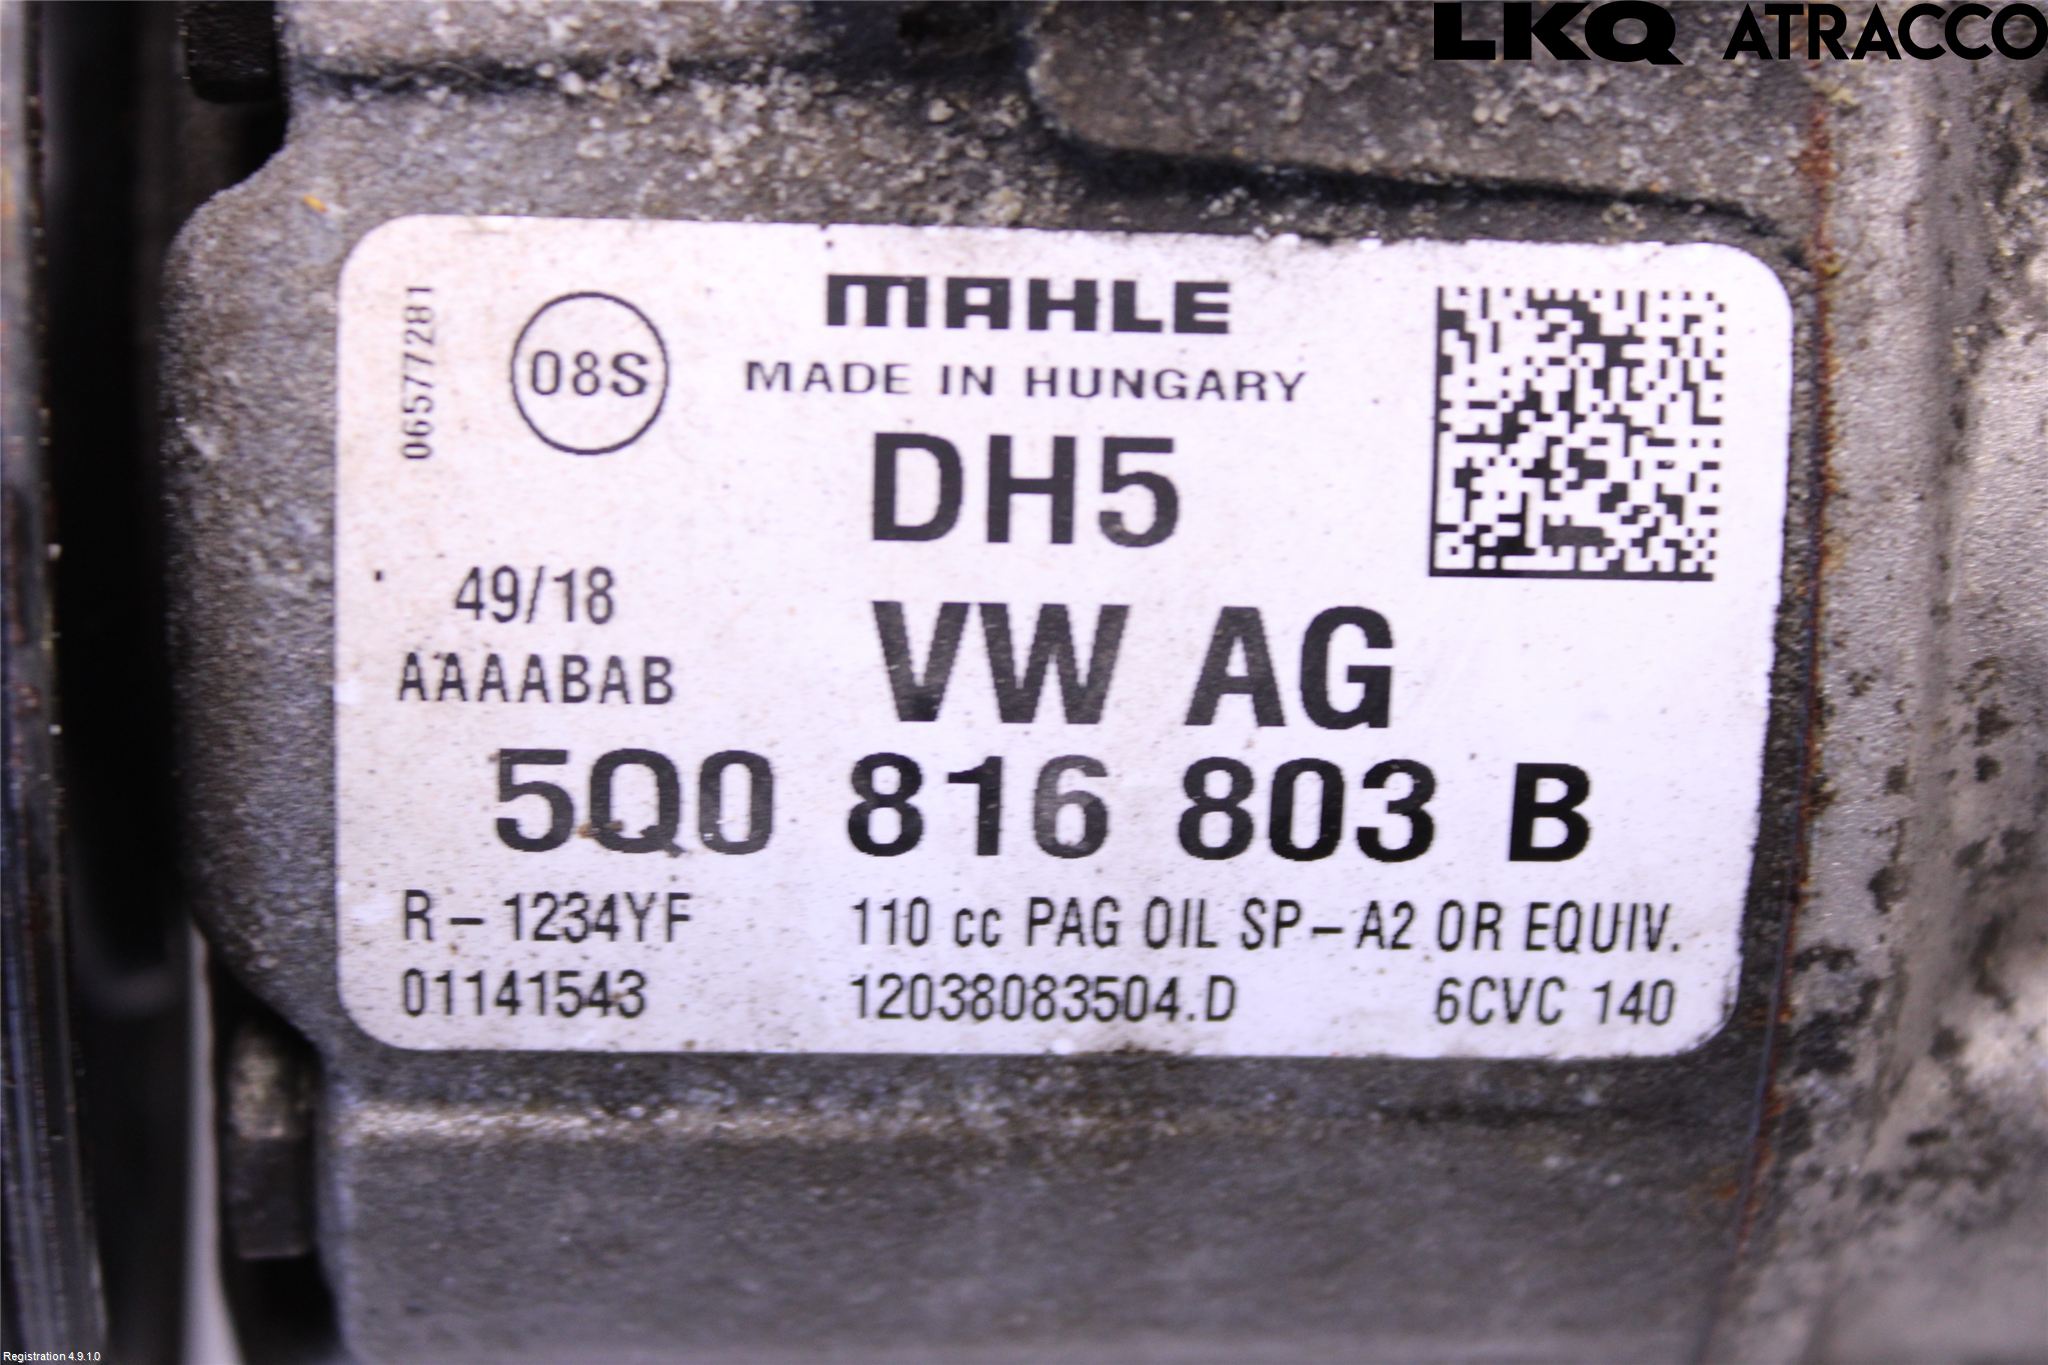 LKQ ATRACCO
06577281
08S
MAHLE
MADE IN HUNGARY
DH5
49/18
VW AG
AAAABAB
5Q0 816 803 B
R-1234YF 110 cc PAG OIL SP-A2 OR EQUIV.
01141543 12038083504.D 6CVC 140
Registration 4.9.1.0